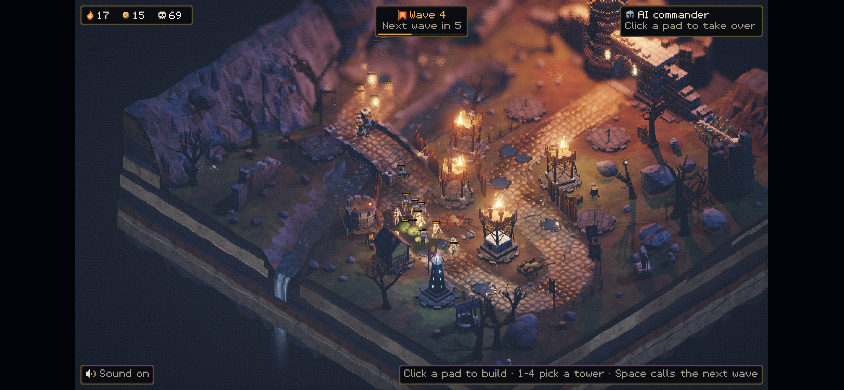 17 15 69
Wave 4
Next wave in 5
AI commander
Click a pad to take over
Sound on
Click a pad to build · 1-4 pick a tower · Space calls the next wave